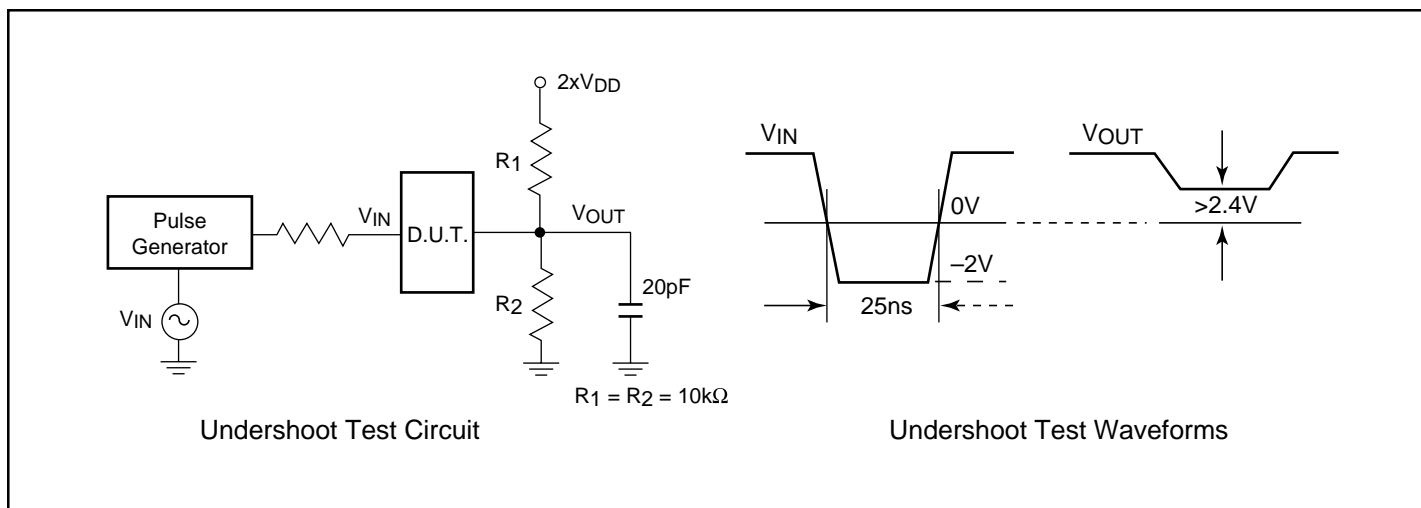 2xVDD
R1
Pulse
Generator
VIN
D.U.T.
VOUT
R2
20pF
VIN
R1 = R2 = 10kΩ
Undershoot Test Circuit
VIN
VOUT
0V
>2.4V
–2V
25ns
Undershoot Test Waveforms